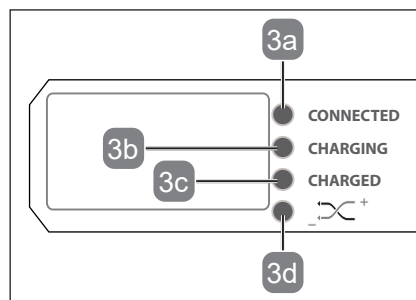 3a
CONNECTED
3b
CHARGING
3c
CHARGED
+
−
3d